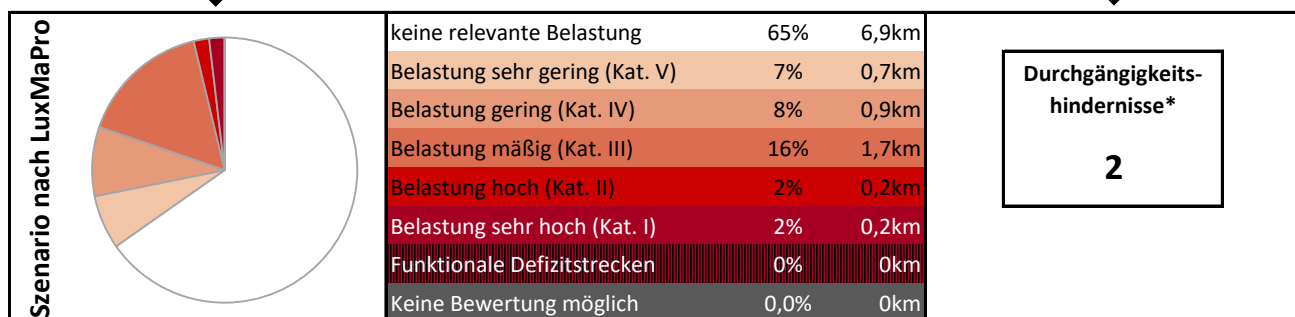 Szenario nach LuxMaPro
keine relevante Belastung 65% 6,9km
Belastung sehr gering (Kat. V) 7% 0,7km
Belastung gering (Kat. IV) 8% 0,9km
Belastung mäßig (Kat. III) 16% 1,7km
Belastung hoch (Kat. II) 2% 0,2km
Belastung sehr hoch (Kat. I) 2% 0,2km
Funktionale Defizitstrecken 0% 0km
Keine Bewertung möglich 0,0% 0km
Durchgängigkeits-
hindernisse*
2